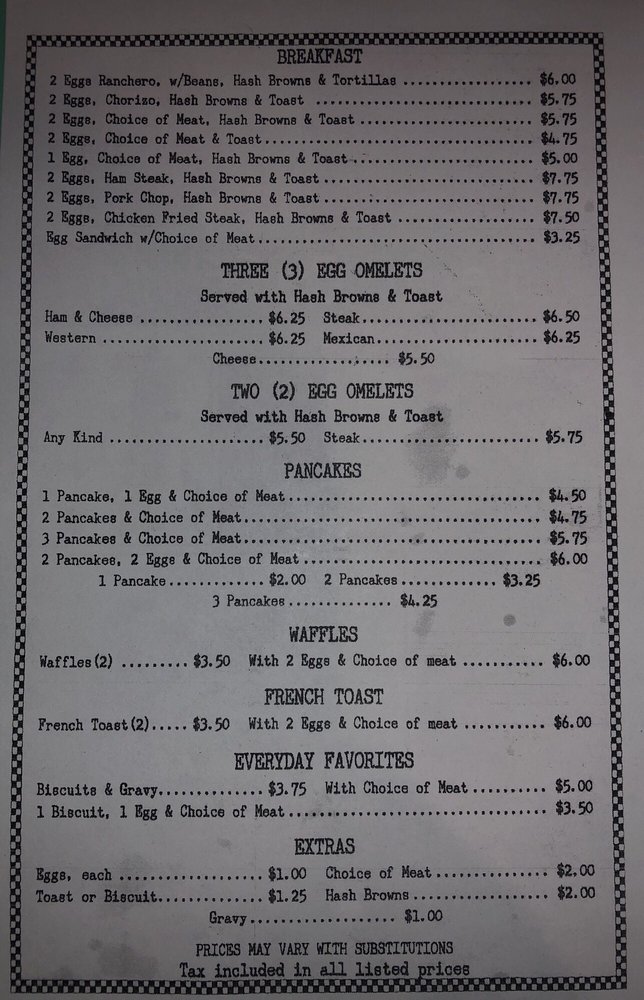 BREAKFAST
2 Eggs Ranchero, w/Beans, Hash Browns & Tortillas .................. $6.00
2 Eggs, Chorizo, Hash Browns & Toast ............................. $5.75
2 Eggs, Choice of Meat, Hash Browns & Toast ....................... $5.75
2 Eggs, Choice of Meat & Toast.................................... $4.75
1 Egg, Choice of Meat, Hash Browns & Toast........................ $5.00
2 Eggs, Ham Steak, Hash Browns & Toast............................ $7.75
2 Eggs, Pork Chop, Hash Browns & Toast............................ $7.75
2 Eggs, Chicken Fried Steak, Hash Browns & Toast .................. $7.50
Egg Sandwich w/Choice of Meat..................................... $3.25
THREE (3) EGG OMELETS
Served with Hash Browns & Toast
Ham & Cheese ................. $6.25 Steak........................ $6.50
Western ...................... $6.25 Mexican...................... $6.25
Cheese.................. $5.50
TWO (2) EGG OMELETS
Served with Hash Browns & Toast
Any Kind ..................... $5.50 Steak........................ $5.75
PANCAKES
1 Pancake, 1 Egg & Choice of Meat................................. $4.50
2 Pancakes & Choice of Meat....................................... $4.75
3 Pancakes & Choice of Meat....................................... $5.75
2 Pancakes, 2 Eggs & Choice of Meat ............................... $6.00
1 Pancake............. $2.00 2 Pancakes............. $3.25
3 Pancakes.............. $4.25
WAFFLES
Waffles(2) ......... $3.50 With 2 Eggs & Choice of meat ........... $6.00
FRENCH TOAST
French Toast(2)..... $3.50 With 2 Eggs & Choice of meat ........... $6.00
EVERYDAY FAVORITES
Biscuits & Gravy.............. $3.75 With Choice of Meat .......... $5.00
1 Biscuit, 1 Egg & Choice of Meat................................. $3.50
EXTRAS
Eggs, each ................... $1.00 Choice of Meat............... $2.00
Toast or Biscuit.............. $1.25 Hash Browns.................. $2.00
Gravy.................... $1.00
PRICES MAY VARY WITH SUBSTITUTIONS
Tax included in all listed prices